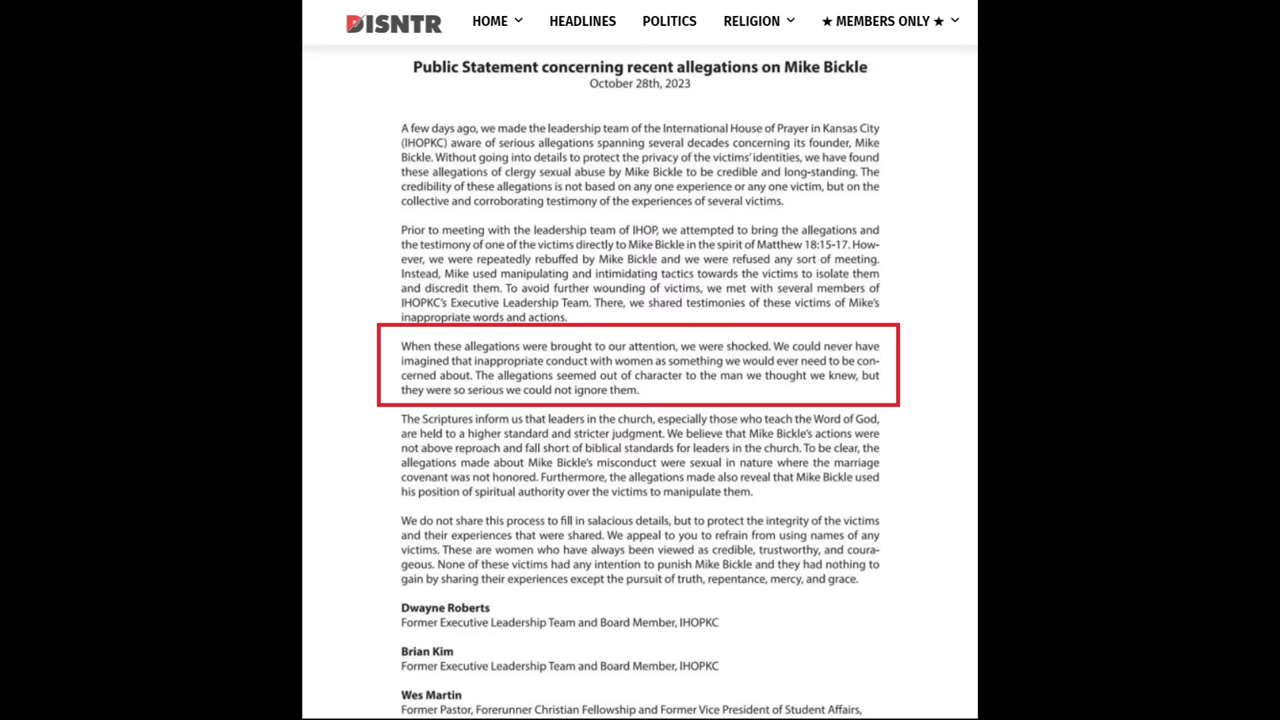 DISNTR
HOME
HEADLINES
POLITICS
RELIGION
★ MEMBERS ONLY ★
Public Statement concerning recent allegations on Mike Bickle
October 28th, 2023
A few days ago, we made the leadership team of the International House of Prayer in Kansas City
(IHOPKC) aware of serious allegations spanning several decades concerning its founder, Mike
Bickle. Without going into details to protect the privacy of the victims' identities, we have found
these allegations of clergy sexual abuse by Mike Bickle to be credible and long-standing. The
credibility of these allegations is not based on any one experience or any one victim, but on the
collective and corroborating testimony of the experiences of several victims.
Prior to meeting with the leadership team of IHOP, we attempted to bring the allegations and
the testimony of one of the victims directly to Mike Bickle in the spirit of Matthew 18:15-17. How-
ever, we were repeatedly rebuffed by Mike Bickle and we were refused any sort of meeting.
Instead, Mike used manipulating and intimidating tactics towards the victims to isolate them
and discredit them. To avoid further wounding of victims, we met with several members of
IHOPKC's Executive Leadership Team. There, we shared testimonies of these victims of Mike's
inappropriate words and actions.
When these allegations were brought to our attention, we were shocked. We could never have
imagined that inappropriate conduct with women as something we would ever need to be con-
cerned about. The allegations seemed out of character to the man we thought we knew, but
they were so serious we could not ignore them.
The Scriptures inform us that leaders in the church, especially those who teach the Word of God,
are held to a higher standard and stricter judgment. We believe that Mike Bickle's actions were
not above reproach and fall short of biblical standards for leaders in the church. To be clear, the
allegations made about Mike Bickle's misconduct were sexual in nature where the marriage
covenant was not honored. Furthermore, the allegations made also reveal that Mike Bickle used
his position of spiritual authority over the victims to manipulate them.
We do not share this process to fill in salacious details, but to protect the integrity of the victims
and their experiences that were shared. We appeal to you to refrain from using names of any
victims. These are women who have always been viewed as credible, trustworthy, and coura-
geous. None of these victims had any intention to punish Mike Bickle and they had nothing to
gain by sharing their experiences except the pursuit of truth, repentance, mercy, and grace.
Dwayne Roberts
Former Executive Leadership Team and Board Member, IHOPKC
Brian Kim
Former Executive Leadership Team and Board Member, IHOPKC
Wes Martin
Former Pastor, Forerunner Christian Fellowship and Former Vice President of Student Affairs,